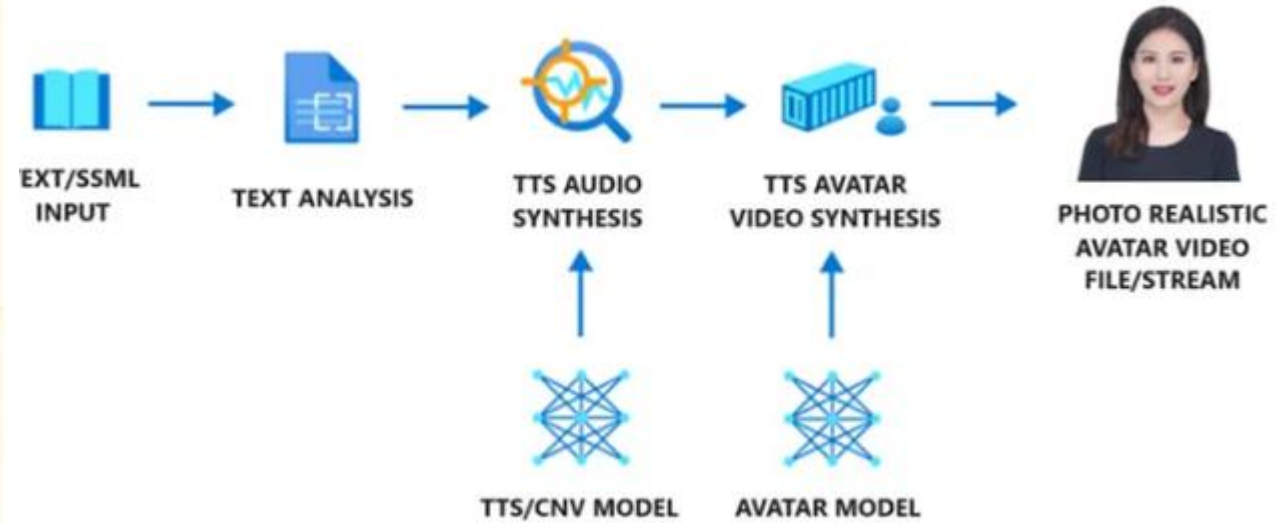 EXT/SSML
INPUT
TEXT ANALYSIS
TTS AUDIO
SYNTHESIS
TTS AVATAR
VIDEO SYNTHESIS
PHOTO REALISTIC
AVATAR VIDEO
FILE/STREAM
TTS/CNV MODEL
AVATAR MODEL